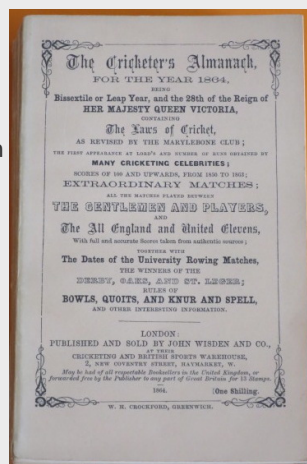 The Cricketer's Almanack,
FOR THE YEAR 1864,
BEING
Bissextile or Leap Year, and the 28th of the Reign of
HER MAJESTY QUEEN VICTORIA,
CONTAINING
The Laws of Cricket,
AS REVISED BY THE MARYLEBONE CLUB;
THE FIRST APPEARANCE AT LORD'S AND NUMBER OF RUNS OBTAINED BY
MANY CRICKETING CELEBRITIES;
SCORES OF 100 AND UPWARDS, FROM 1850 TO 1863;
EXTRAORDINARY MATCHES;
ALL THE MATCHES PLAYED BETWEEN
THE GENTLEMEN AND PLAYERS,
AND
The All England and United Elevens,
With full and accurate Scores taken from authentic sources;
TOGETHER WITH
The Dates of the University Rowing Matches,
THE WINNERS OF THE
DERBY, OAKS, AND ST. LEGER;
RULES OF
BOWLS, QUOITS, AND KNUR AND SPELL,
AND OTHER INTERESTING INFORMATION.
LONDON:
PUBLISHED AND SOLD BY JOHN WISDEN AND CO.,
AT THEIR
CRICKETING AND BRITISH SPORTS WAREHOUSE,
2, NEW COVENTRY STREET, HAYMARKET, W.
May be had of all respectable Booksellers in the United Kingdom, or
forwarded free by the Publisher to any part of Great Britain for 13 Stamps.
1864.
[One Shilling.
W. H. CROCKFORD, GREENWICH.